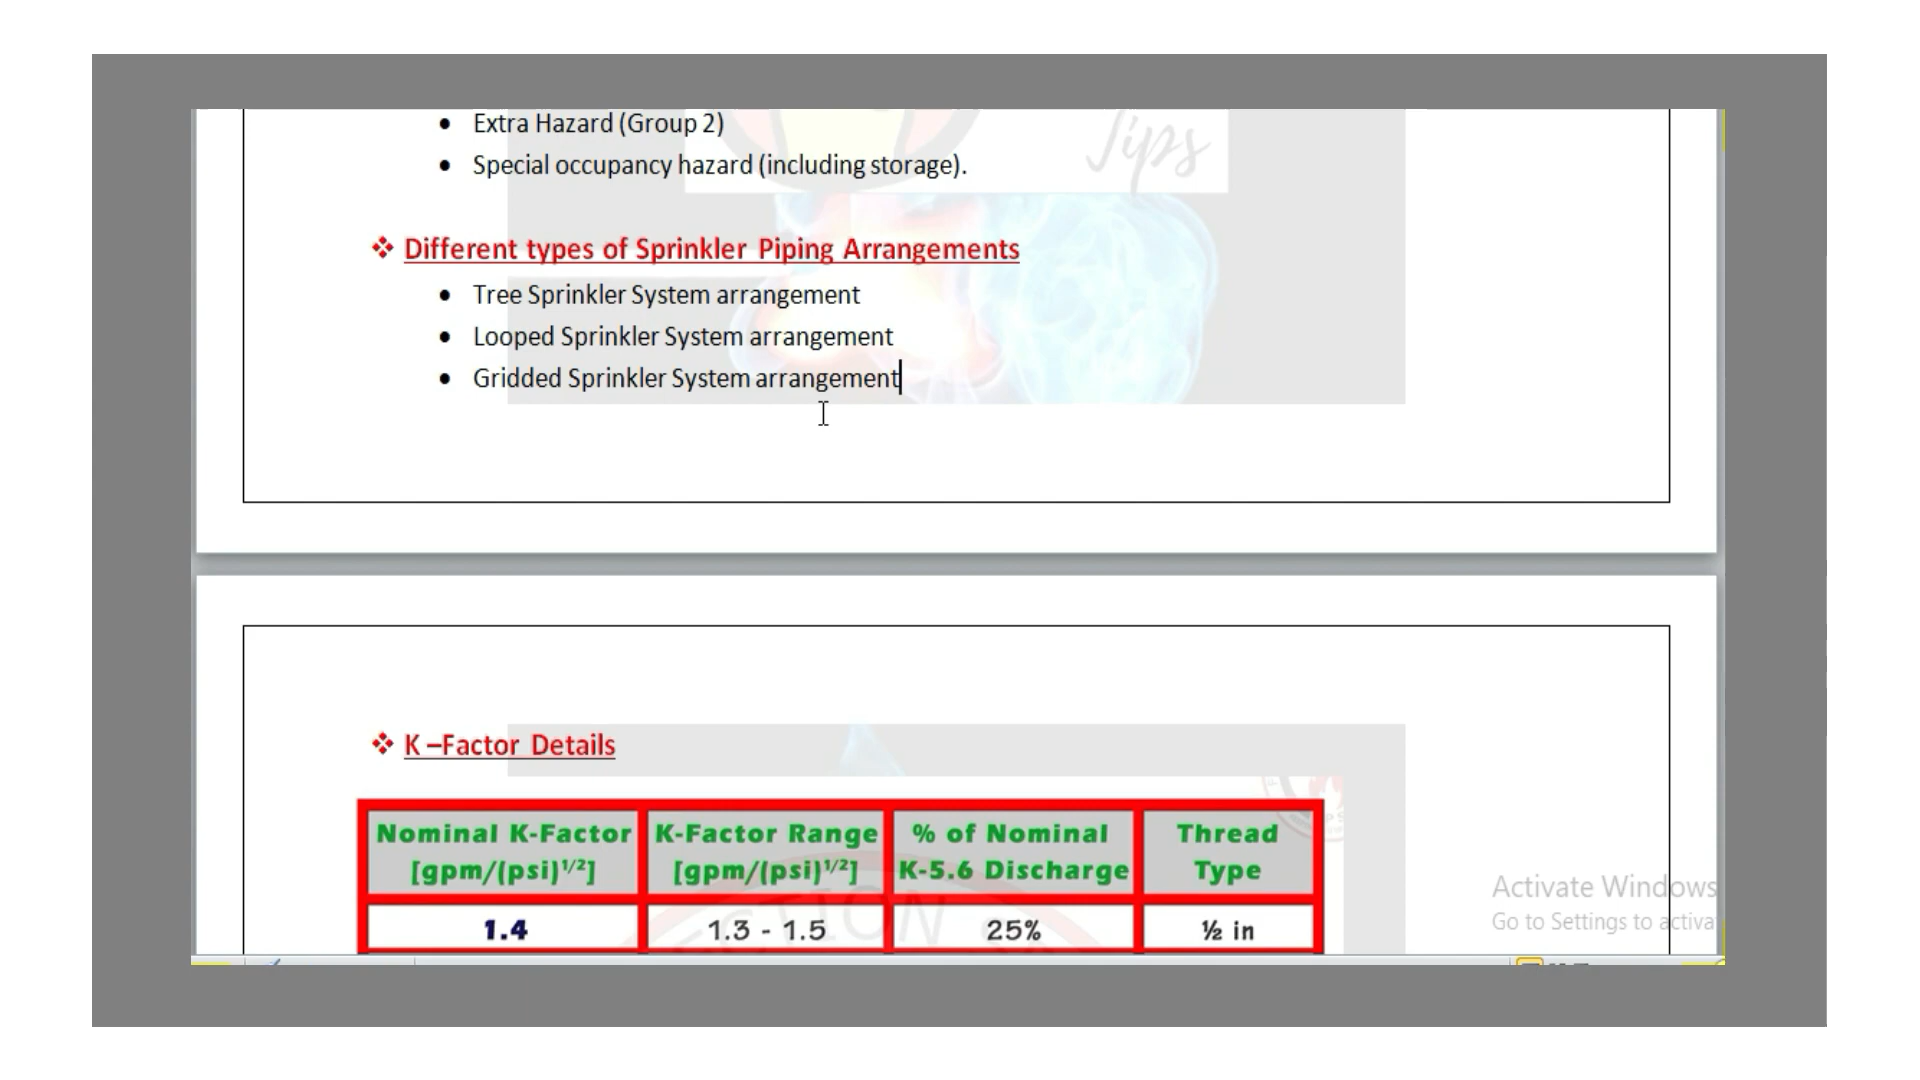 • Extra Hazard (Group 2)
• Special occupancy hazard (including storage).
Tips
❖ Different types of Sprinkler Piping Arrangements
• Tree Sprinkler System arrangement
• Looped Sprinkler System arrangement
• Gridded Sprinkler System arrangement
❖ K –Factor Details
Nominal K-Factor [gpm/(psi)¹/²]
K-Factor Range [gpm/(psi)¹/²]
% of Nominal K-5.6 Discharge
Thread Type
1.4 1.3 - 1.5 25% ½ in
Activate Windows
Go to Settings to activa